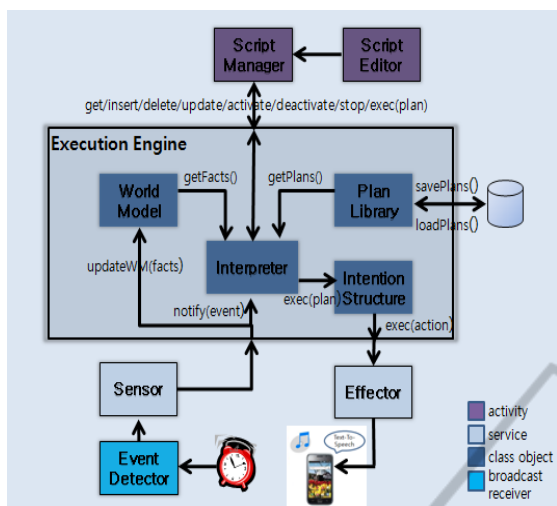 Script
Manager
Script
Editor
get/insert/delete/update/activate/deactivate/stop/exec(plan)
Execution Engine
World
Model
getFacts()
getPlans()
Plan
Library
savePlans()
loadPlans()
updateWM(facts)
Interpreter
Intention
Structure
exec(plan)
notify(event)
exec(action)
Sensor
Effector
Event
Detector
Text-To-
Speech
activity
service
class object
broadcast
receiver